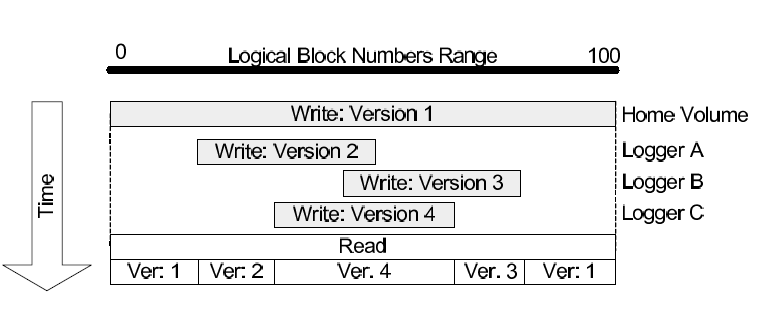 0 Logical Block Numbers Range 100
Write: Version 1 Home Volume
Write: Version 2 Logger A
Write: Version 3 Logger B
Write: Version 4 Logger C
Time
Read
Ver: 1 Ver: 2 Ver. 4 Ver. 3 Ver: 1